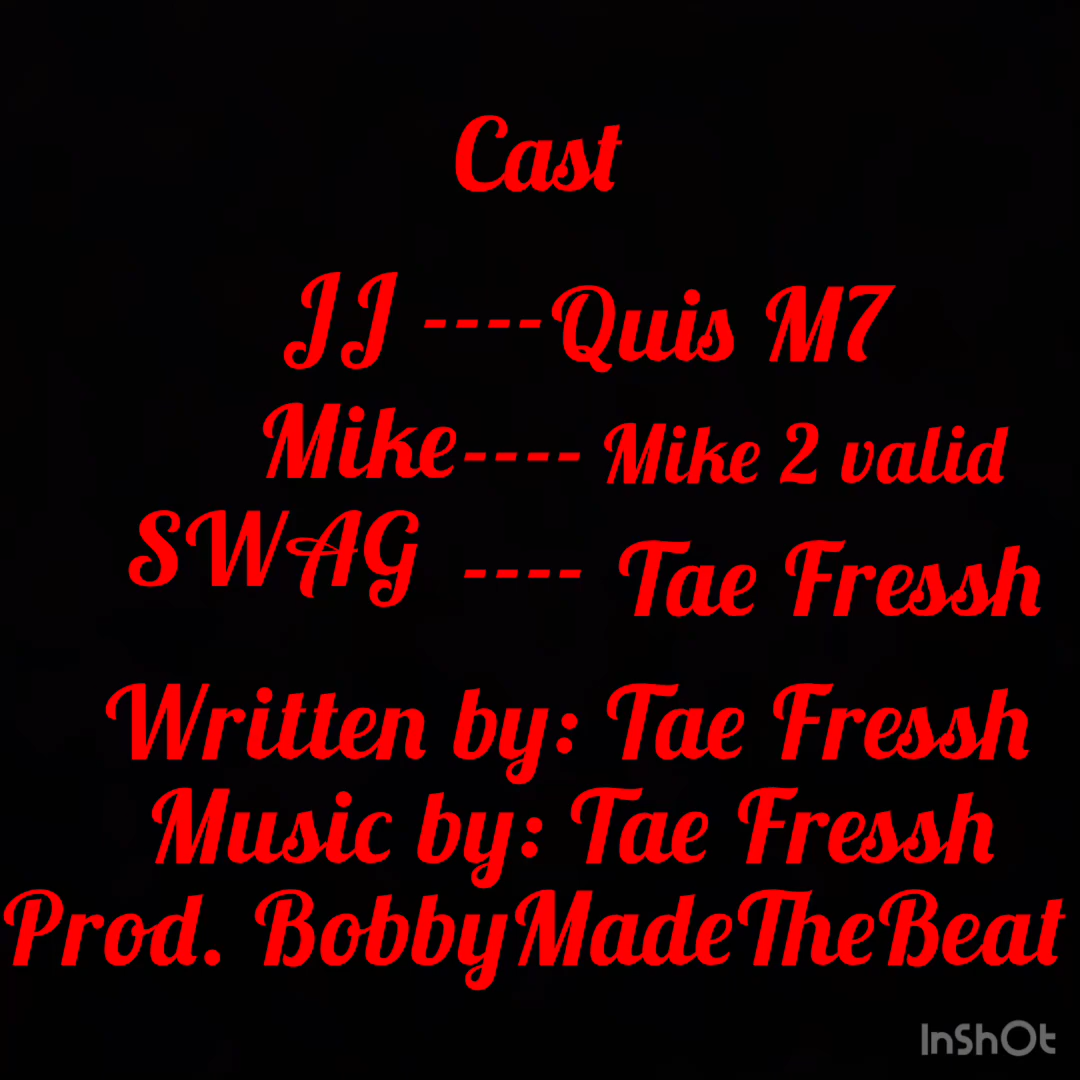 Cast
JJ ----Quis M7
Mike---- Mike 2 valid
SWAG ---- Tae Fressh
Written by: Tae Fressh
Music by: Tae Fressh
Prod. BobbyMadeTheBeat
InShOt